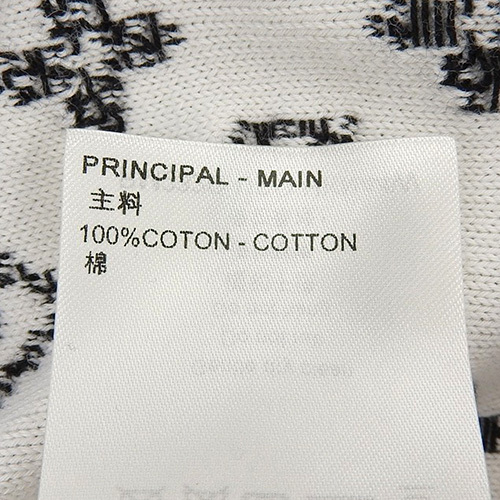 PRINCIPAL - MAIN
主料
100%COTON - COTTON
棉